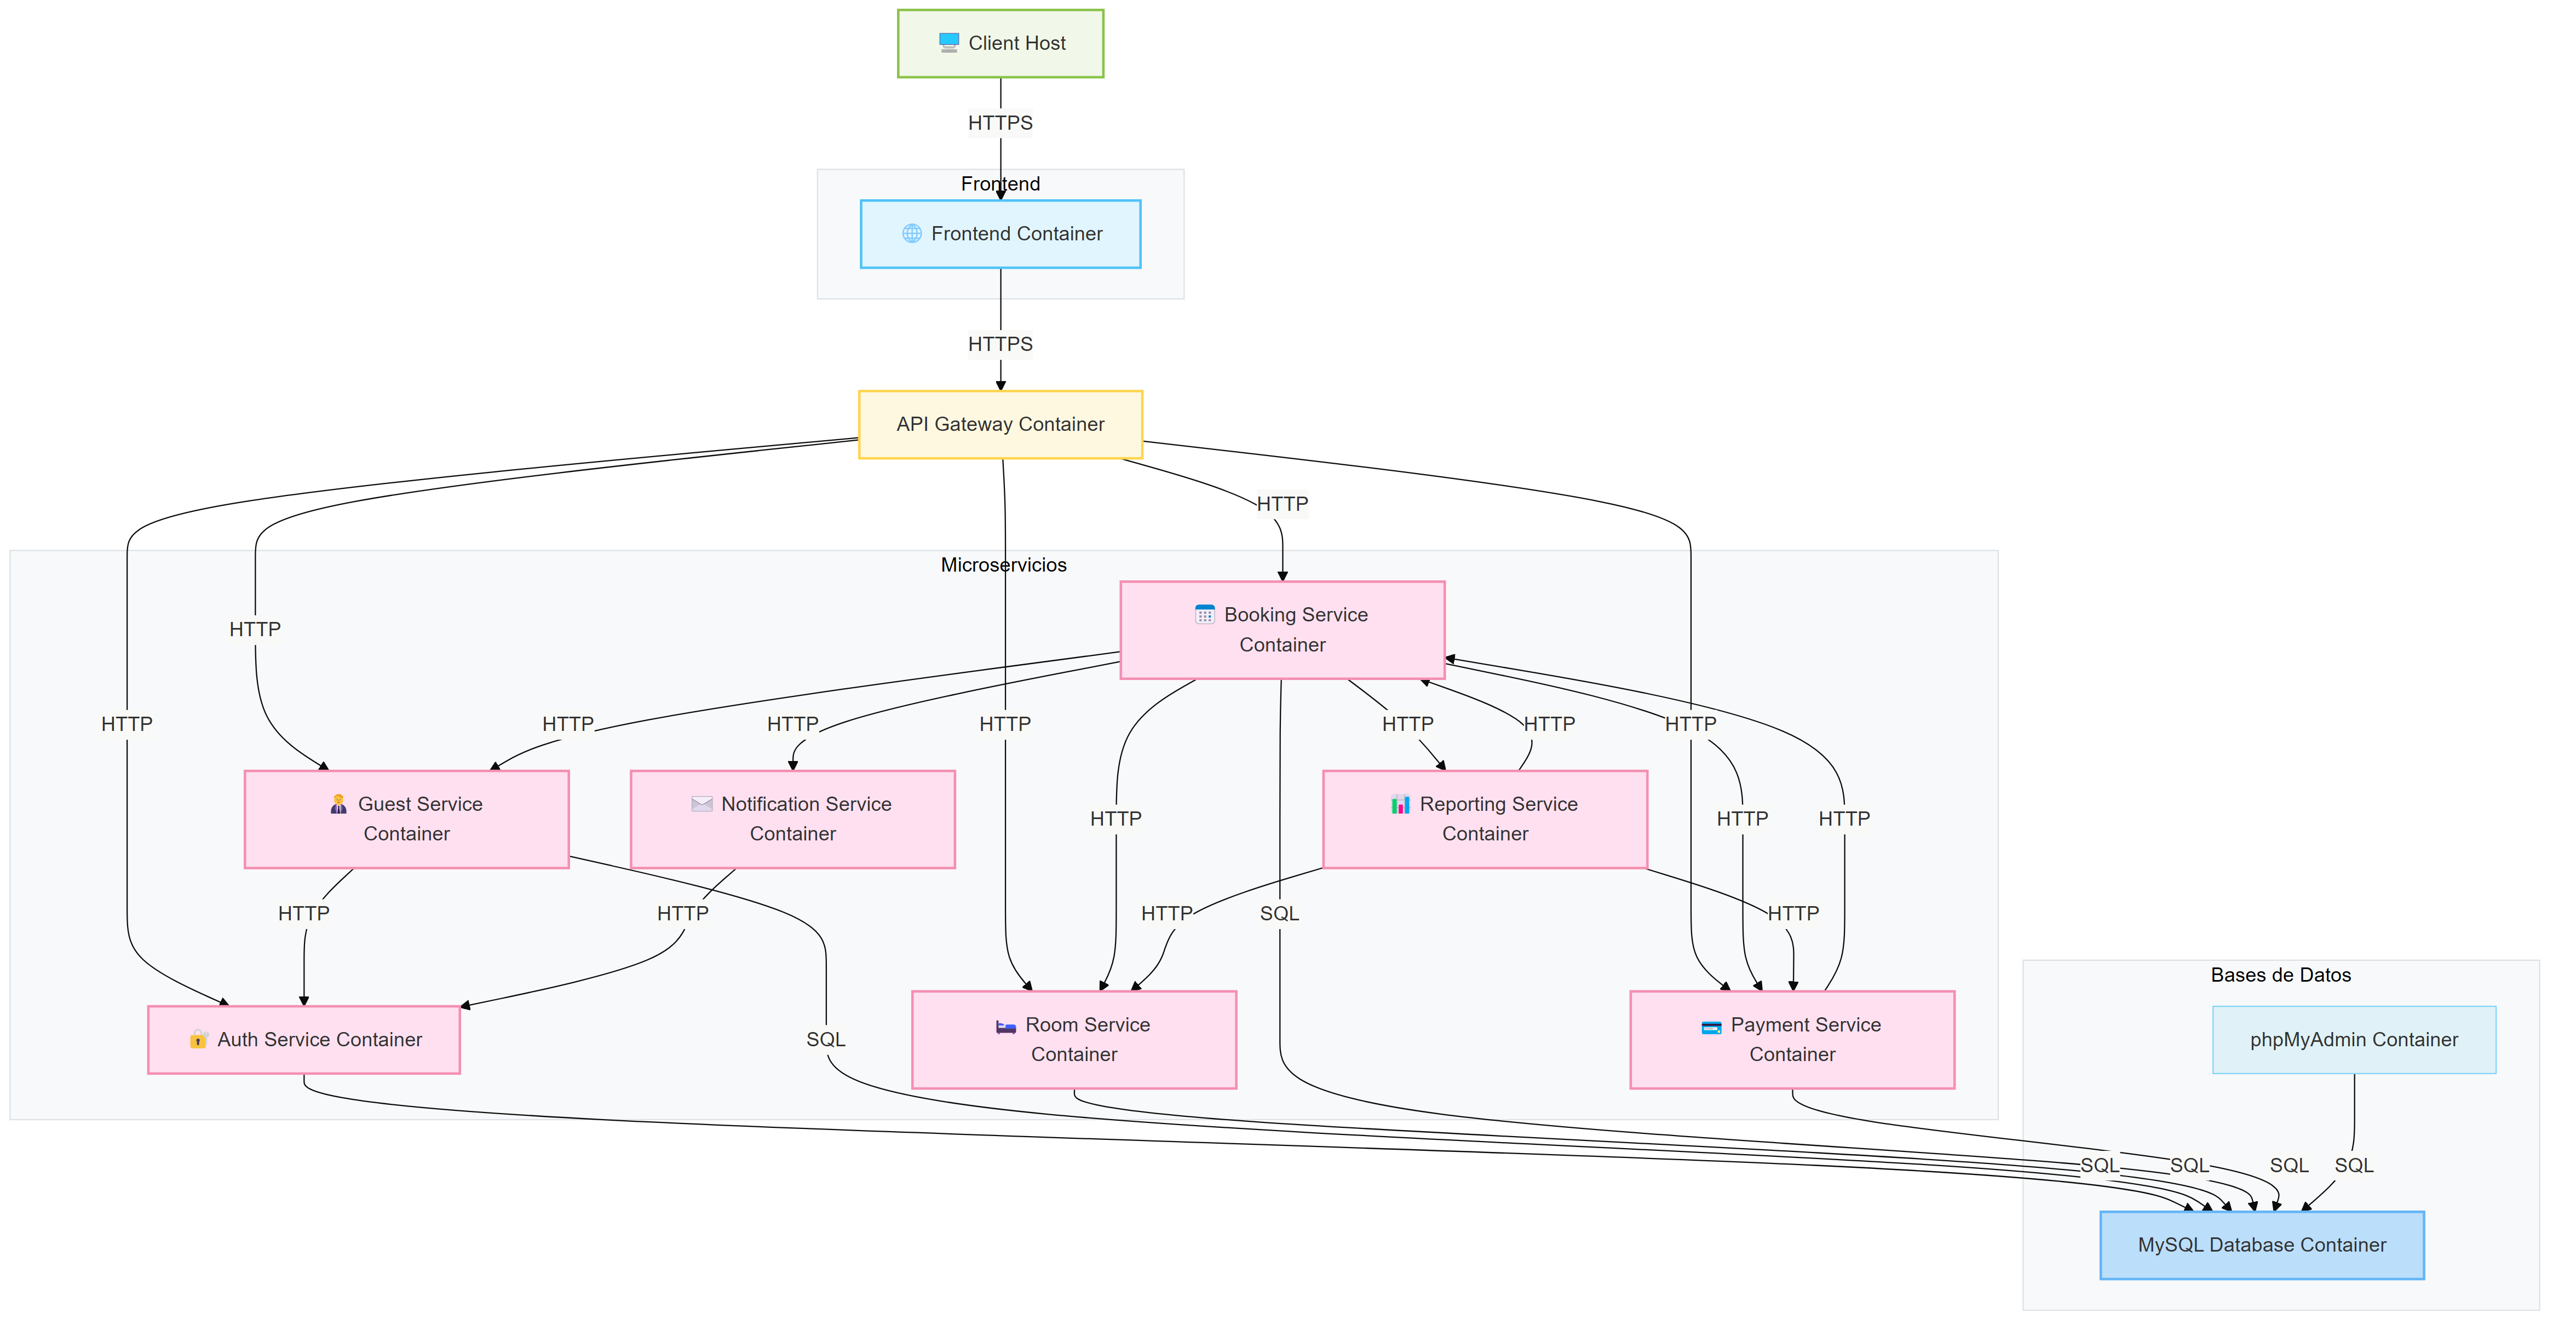 Client Host
HTTPS
Frontend
Frontend Container
HTTPS
API Gateway Container
HTTP
Microservicios
Booking Service
Container
HTTP
HTTP
HTTP
HTTP
HTTP
HTTP
HTTP
HTTP
Guest Service
Container
Notification Service
Container
Reporting Service
Container
HTTP
HTTP
HTTP
HTTP
HTTP
HTTP
SQL
HTTP
Bases de Datos
Auth Service Container
SQL
Room Service
Container
Payment Service
Container
phpMyAdmin Container
SQL
SQL
SQL
SQL
MySQL Database Container